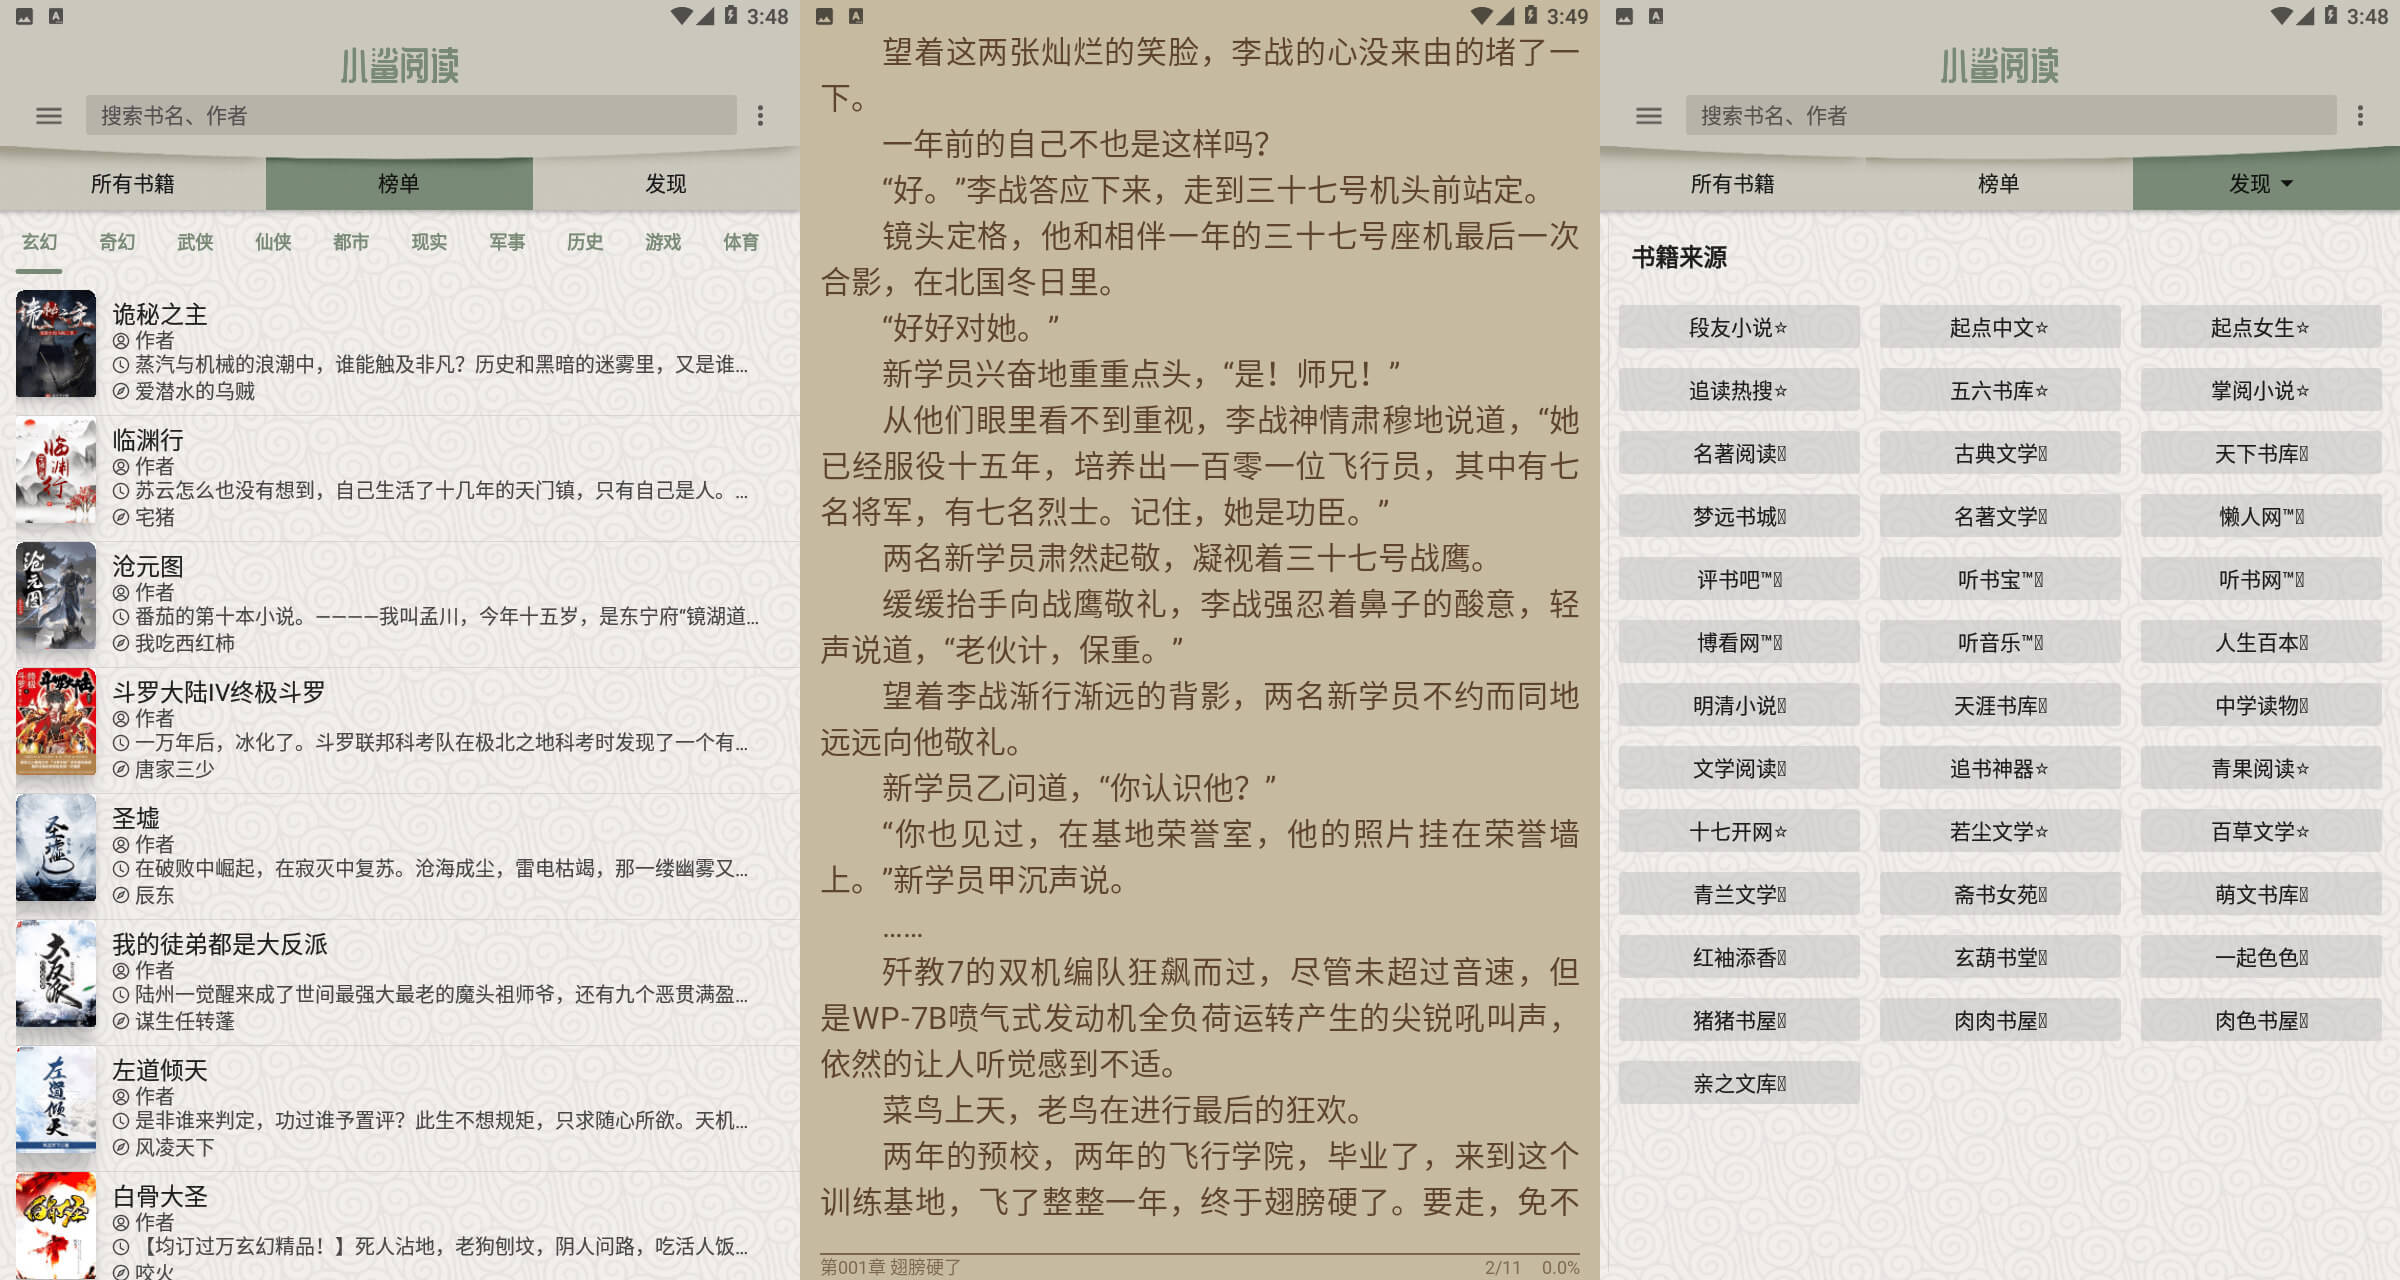 3:48
小鲨阅读
搜索书名、作者
所有书籍 榜单 发现
玄幻 奇幻 武侠 仙侠 都市 现实 军事 历史 游戏 体育
诡秘之主
作者
蒸汽与机械的浪潮中，谁能触及非凡？历史和黑暗的迷雾里，又是谁...
爱潜水的乌贼
临渊行
作者
苏云怎么也没有想到，自己生活了十几年的天门镇，只有自己是人。...
宅猪
沧元图
作者
番茄的第十本小说。————我叫孟川，今年十五岁，是东宁府“镜湖道...
我吃西红柿
斗罗大陆IV终极斗罗
作者
一万年后，冰化了。斗罗联邦科考队在极北之地科考时发现了一个有...
唐家三少
圣墟
作者
在破败中崛起，在寂灭中复苏。沧海成尘，雷电枯竭，那一缕幽雾又...
辰东
我的徒弟都是大反派
作者
陆州一觉醒来成了世间最强大最老的魔头祖师爷，还有九个恶贯满盈...
谋生任转蓬
左道倾天
作者
是非谁来判定，功过谁予置评？此生不想规矩，只求随心所欲。天机...
风凌天下
白骨大圣
作者
【均订过万玄幻精品！】死人沾地，老狗刨坟，阴人问路，吃活人饭...
咬火
3:49
望着这两张灿烂的笑脸，李战的心没来由的堵了一
下。
一年前的自己不也是这样吗？
“好。”李战答应下来，走到三十七号机头前站定。
镜头定格，他和相伴一年的三十七号座机最后一次
合影，在北国冬日里。
“好好对她。”
新学员兴奋地重重点头，“是！师兄！”
从他们眼里看不到重视，李战神情肃穆地说道，“她
已经服役十五年，培养出一百零一位飞行员，其中有七
名将军，有七名烈士。记住，她是功臣。”
两名新学员肃然起敬，凝视着三十七号战鹰。
缓缓抬手向战鹰敬礼，李战强忍着鼻子的酸意，轻
声说道，“老伙计，保重。”
望着李战渐行渐远的背影，两名新学员不约而同地
远远向他敬礼。
新学员乙问道，“你认识他？”
“你也见过，在基地荣誉室，他的照片挂在荣誉墙
上。”新学员甲沉声说。
……
歼教7的双机编队狂飙而过，尽管未超过音速，但
是WP-7B喷气式发动机全负荷运转产生的尖锐吼叫声，
依然的让人听觉感到不适。
菜鸟上天，老鸟在进行最后的狂欢。
两年的预校，两年的飞行学院，毕业了，来到这个
训练基地，飞了整整一年，终于翅膀硬了。要走，免不
第001章 翅膀硬了 2/11 0.0%
3:48
小鲨阅读
搜索书名、作者
所有书籍 榜单 发现
书籍来源
段友小说☆ 起点中文☆ 起点女生☆
追读热搜☆ 五六书库☆ 掌阅小说☆
名著阅读 古典文学 天下书库
梦远书城 名著文学 懒人网™
评书吧™ 听书宝™ 听书网™
博看网™ 听音乐™ 人生百本
明清小说 天涯书库 中学读物
文学阅读 追书神器☆ 青果阅读☆
十七开网☆ 若尘文学☆ 百草文学☆
青兰文学 斋书女苑 萌文书库
红袖添香 玄葫书堂 一起色色
猪猪书屋 肉肉书屋 肉色书屋
亲之文库